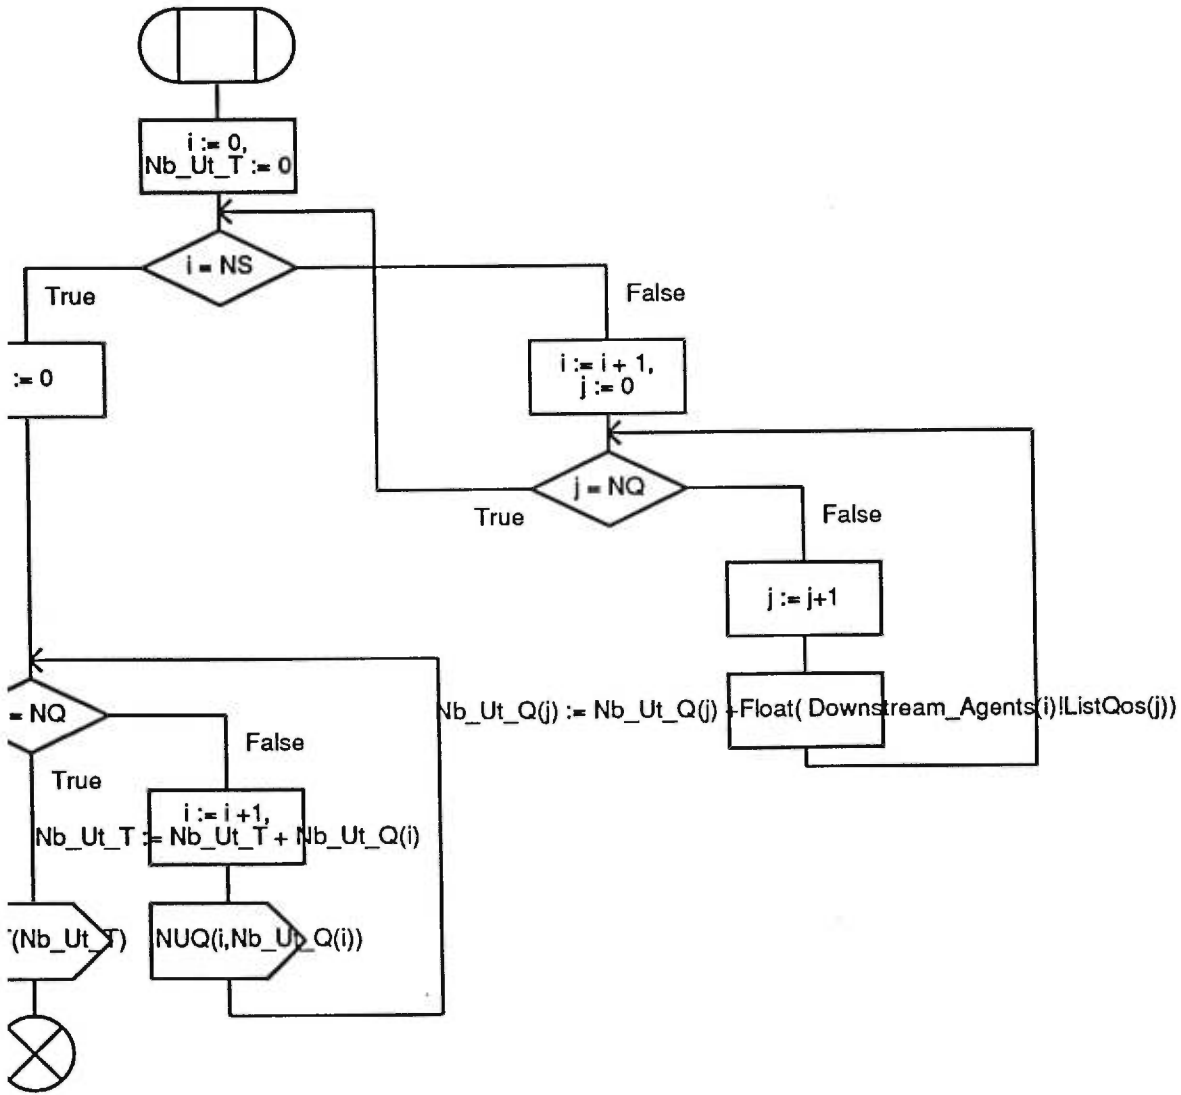 i := 0,
Nb_Ut_T := 0
i = NS
True
False
:= 0
i := i + 1,
j := 0
j = NQ
True
False
j := j+1
= NQ
Nb_Ut_Q(j) := Nb_Ut_Q(j) +Float( Downstream_Agents(i)!ListQos(j))
False
True
i := i +1,
Nb_Ut_T := Nb_Ut_T + Nb_Ut_Q(i)
(Nb_Ut_T)
NUQ(i,Nb_Ut_Q(i))